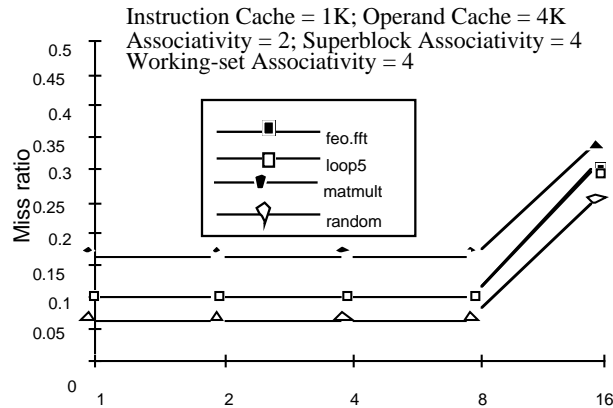 Instruction Cache = 1K; Operand Cache = 4K
Associativity = 2; Superblock Associativity = 4
Working-set Associativity = 4
0.5
0.45
0.4
0.35
0.3
0.25
0.2
0.15
0.1
0.05
0
Miss ratio
feo.fft
loop5
matmult
random
1 2 4 8 16